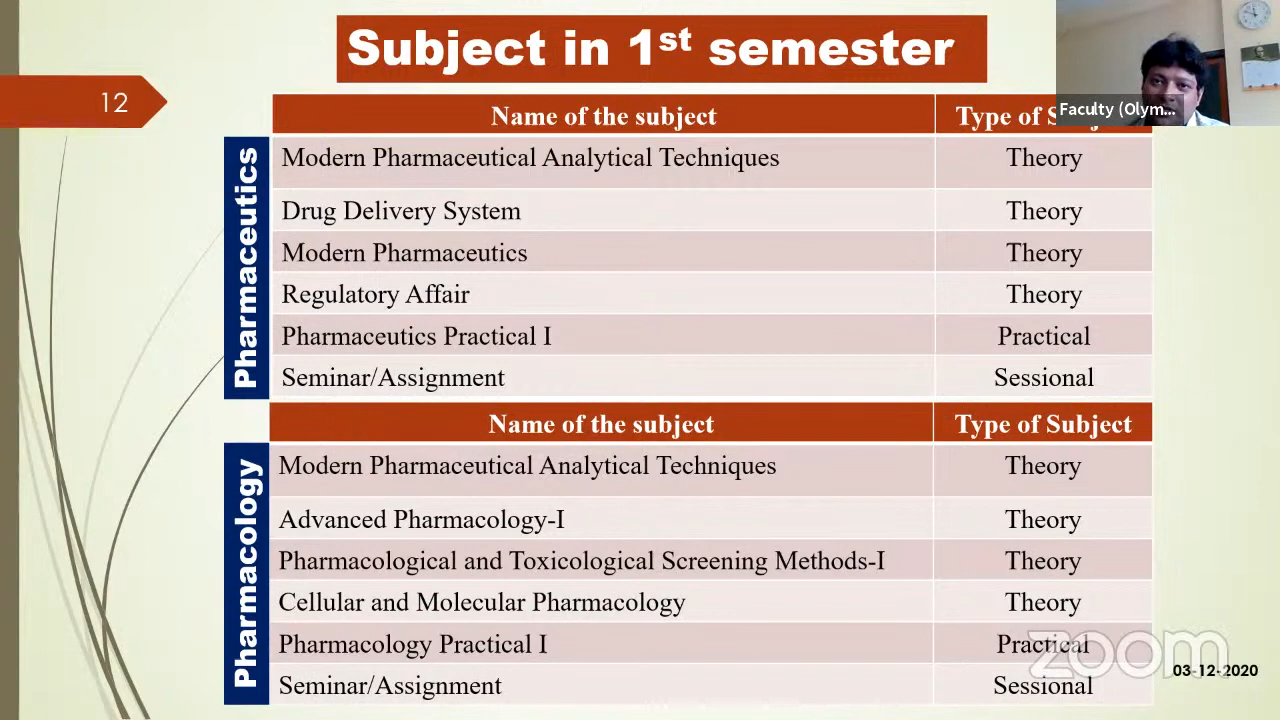 Subject in 1st semester
12
Faculty (Olym...
Name of the subject Type of
Pharmaceutics
Modern Pharmaceutical Analytical Techniques Theory
Drug Delivery System Theory
Modern Pharmaceutics Theory
Regulatory Affair Theory
Pharmaceutics Practical I Practical
Seminar/Assignment Sessional
Name of the subject Type of Subject
Pharmacology
Modern Pharmaceutical Analytical Techniques Theory
Advanced Pharmacology-I Theory
Pharmacological and Toxicological Screening Methods-I Theory
Cellular and Molecular Pharmacology Theory
Pharmacology Practical I Practical
Seminar/Assignment Sessional
zoom
03-12-2020